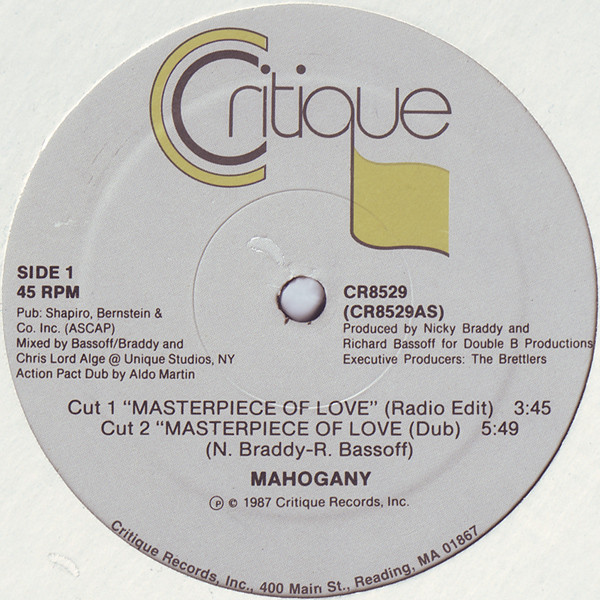 Critique
SIDE 1
45 RPM
Pub: Shapiro, Bernstein &
Co. Inc. (ASCAP)
Mixed by Bassoff/Braddy and
Chris Lord Alge @ Unique Studios, NY
Action Pact Dub by Aldo Martin
CR8529
(CR8529AS)
Produced by Nicky Braddy and
Richard Bassoff for Double B Productions
Executive Producers: The Brettlers
Cut 1 “MASTERPIECE OF LOVE” (Radio Edit) 3:45
Cut 2 “MASTERPIECE OF LOVE (Dub) 5:49
(N. Braddy-R. Bassoff)
MAHOGANY
℗ © 1987 Critique Records, Inc.
Critique Records, Inc., 400 Main St., Reading, MA 01867